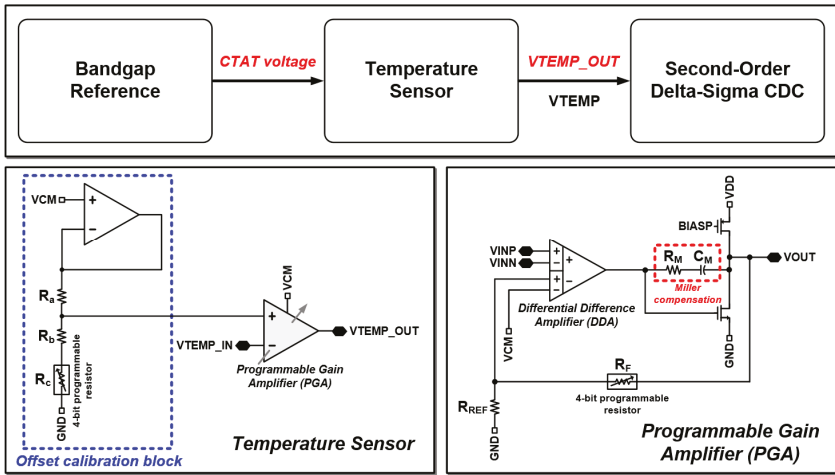 Bandgap
Reference
CTAT voltage
Temperature
Sensor
VTEMP_OUT
VTEMP
Second-Order
Delta-Sigma CDC
VCM
+
−
Ra
Rb
Rc
4-bit programmable
resistor
GND
Offset calibration block
VCM
+
−
VTEMP_IN
VTEMP_OUT
Programmable Gain
Amplifier (PGA)
Temperature Sensor
VDD
BIASP
VINP
VINN
+
−
+
−
+
−
RM
CM
Miller
compensation
VOUT
Differential Difference
Amplifier (DDA)
VCM
GND
RF
4-bit programmable
resistor
RREF
GND
Programmable Gain
Amplifier (PGA)